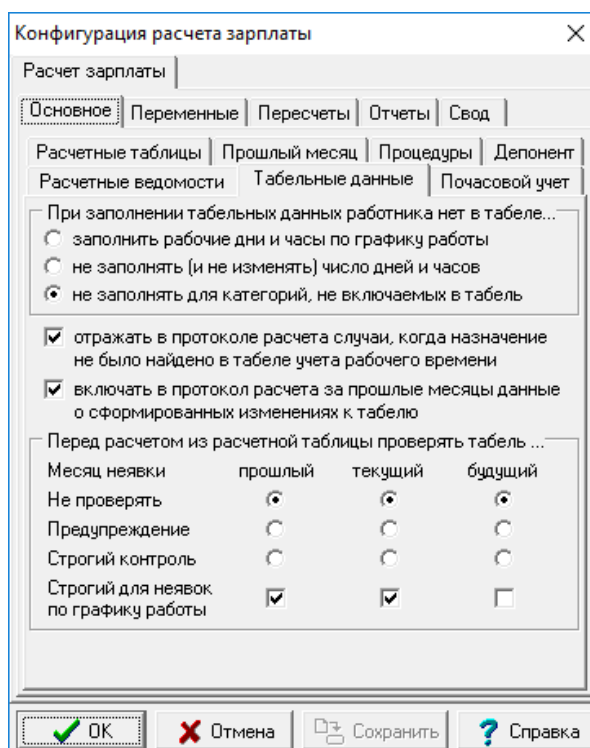 Конфигурация расчета зарплаты
Расчет зарплаты
Основное Переменные Пересчеты Отчеты Свод
Расчетные таблицы Прошлый месяц Процедуры Депонент
Расчетные ведомости Табельные данные Почасовой учет
При заполнении табельных данных работника нет в табеле...
заполнить рабочие дни и часы по графику работы
не заполнять (и не изменять) число дней и часов
не заполнять для категорий, не включаемых в табель
отражать в протоколе расчета случаи, когда назначение
не было найдено в табеле учета рабочего времени
включать в протокол расчета за прошлые месяцы данные
о сформированных изменениях к табелю
Перед расчетом из расчетной таблицы проверять табель ...
Месяц неявки прошлый текущий будущий
Не проверять
Предупреждение
Строгий контроль
Строгий для неявок
по графику работы
OK Отмена Сохранить Справка